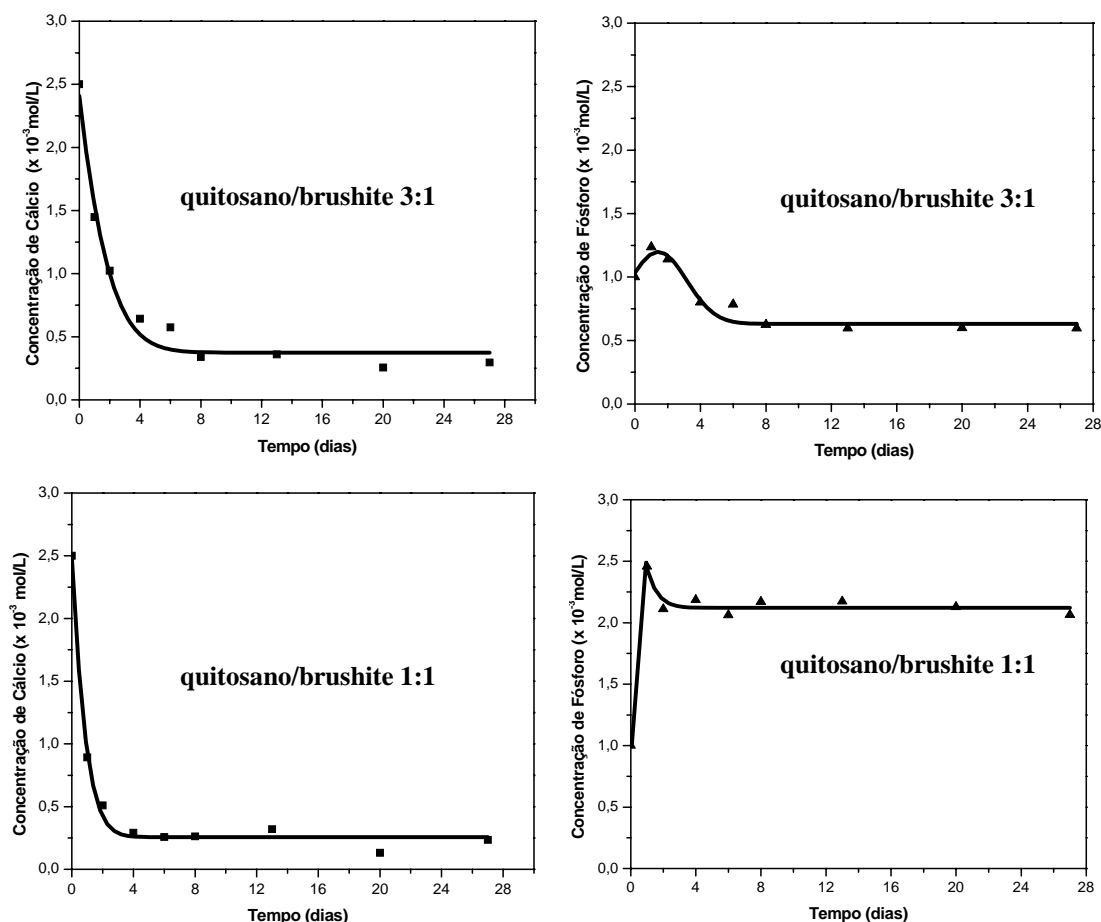 Concentração de Cálcio (x 10⁻³mol/L)
3,0
2,5
2,0
1,5
1,0
0,5
0,0
quitosano/brushite 3:1
0 4 8 12 16 20 24 28
Tempo (dias)
Concentração de Fósforo (x 10⁻³mol/L)
3,0
2,5
2,0
1,5
1,0
0,5
0,0
quitosano/brushite 3:1
0 4 8 12 16 20 24 28
Tempo (dias)
Concentração de Cálcio (x 10⁻³ mol/L)
3,0
2,5
2,0
1,5
1,0
0,5
0,0
quitosano/brushite 1:1
0 4 8 12 16 20 24 28
Tempo (dias)
Concentração de Fósforo (x 10⁻³mol/L)
3,0
2,5
2,0
1,5
1,0
0,5
0,0
quitosano/brushite 1:1
0 4 8 12 16 20 24 28
Tempo (dias)